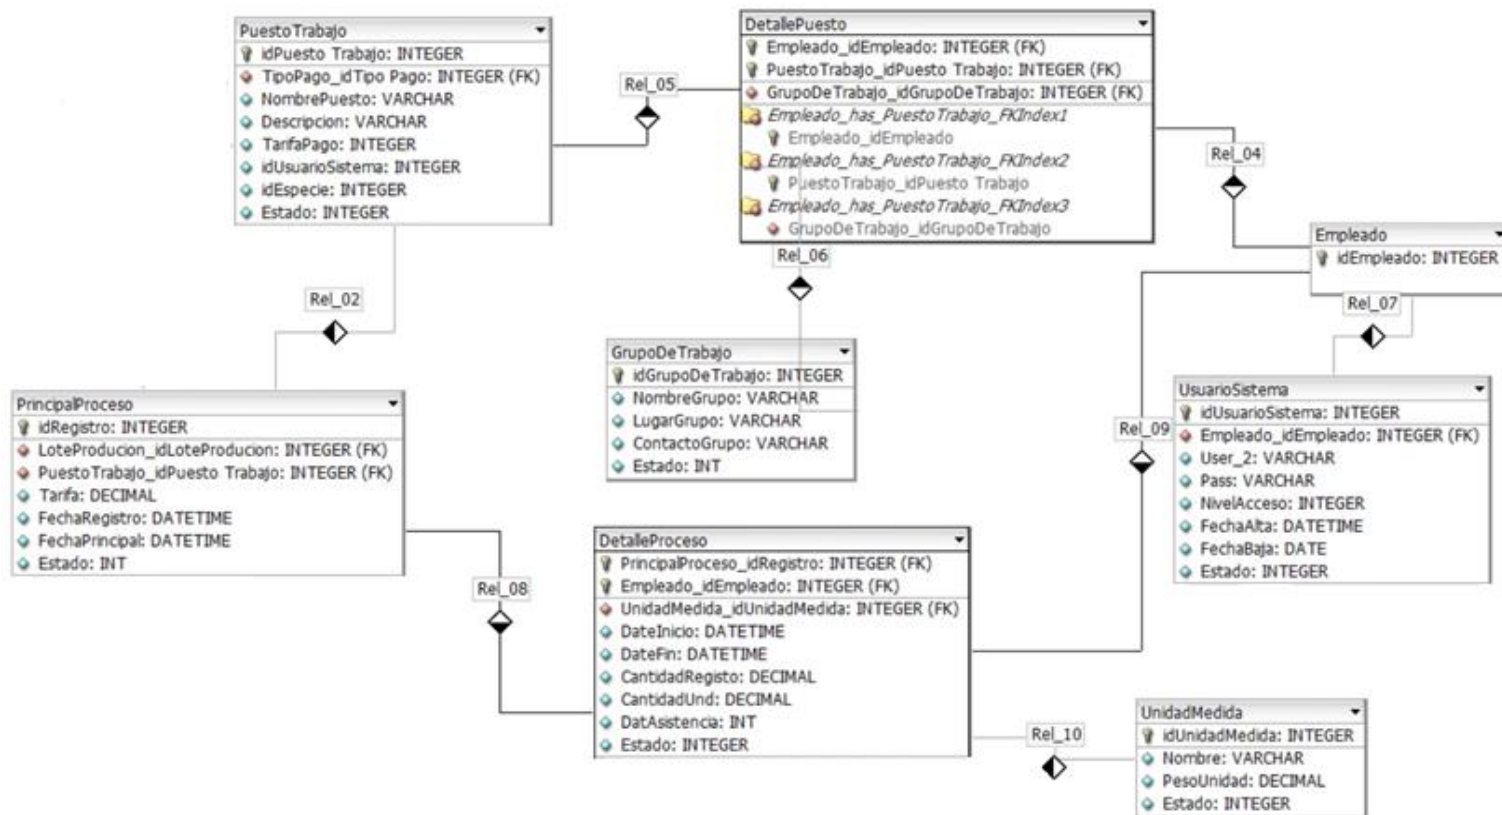 PuestoTrabajo
idPuesto Trabajo: INTEGER
TipoPago_idTipo Pago: INTEGER (FK)
NombrePuesto: VARCHAR
Descripcion: VARCHAR
TarifaPago: INTEGER
idUsuarioSistema: INTEGER
idEspecie: INTEGER
Estado: INTEGER
Rel_05
DetallePuesto
Empleado_idEmpleado: INTEGER (FK)
PuestoTrabajo_idPuesto Trabajo: INTEGER (FK)
GrupoDeTrabajo_idGrupoDeTrabajo: INTEGER (FK)
Empleado_has_PuestoTrabajo_FKIndex1
Empleado_idEmpleado
Empleado_has_PuestoTrabajo_FKIndex2
PuestoTrabajo_idPuesto Trabajo
Empleado_has_PuestoTrabajo_FKIndex3
GrupoDeTrabajo_idGrupoDeTrabajo
Rel_04
Empleado
idEmpleado: INTEGER
Rel_06
Rel_02
Rel_07
GrupoDeTrabajo
idGrupoDeTrabajo: INTEGER
NombreGrupo: VARCHAR
LugarGrupo: VARCHAR
ContactoGrupo: VARCHAR
Estado: INT
PrincipalProceso
idRegistro: INTEGER
LoteProducion_idLoteProducion: INTEGER (FK)
PuestoTrabajo_idPuesto Trabajo: INTEGER (FK)
Tarifa: DECIMAL
FechaRegistro: DATETIME
FechaPrincipal: DATETIME
Estado: INT
UsuarioSistema
idUsuarioSistema: INTEGER
Empleado_idEmpleado: INTEGER (FK)
User_2: VARCHAR
Pass: VARCHAR
NivelAcceso: INTEGER
FechaAlta: DATETIME
FechaBaja: DATE
Estado: INTEGER
Rel_09
Rel_08
DetalleProceso
PrincipalProceso_idRegistro: INTEGER (FK)
Empleado_idEmpleado: INTEGER (FK)
UnidadMedida_idUnidadMedida: INTEGER (FK)
DateInicio: DATETIME
DateFin: DATETIME
CantidadRegisto: DECIMAL
CantidadUnd: DECIMAL
DatAsistencia: INT
Estado: INTEGER
Rel_10
UnidadMedida
idUnidadMedida: INTEGER
Nombre: VARCHAR
PesoUnidad: DECIMAL
Estado: INTEGER